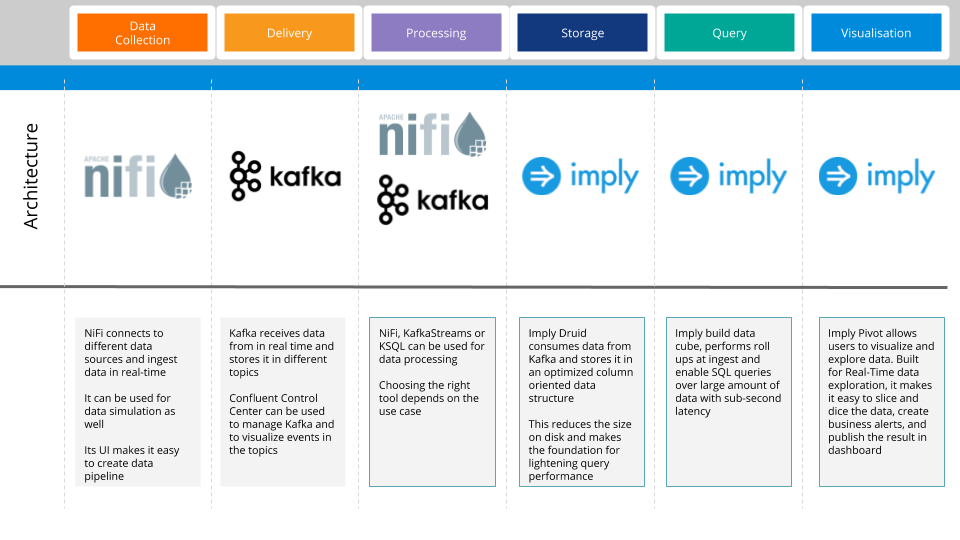 Data
Collection
Delivery
Processing
Storage
Query
Visualisation
Architecture
APACHE
nifi
kafka
APACHE
nifi
kafka
imply
imply
imply
NiFi connects to
different data
sources and ingest
data in real-time
It can be used for
data simulation as
well
Its UI makes it easy
to create data
pipeline
Kafka receives data
from in real time and
stores it in different
topics
Confluent Control
Center can be used
to manage Kafka and
to visualize events in
the topics
NiFi, KafkaStreams or
KSQL can be used for
data processing
Choosing the right
tool depends on the
use case
Imply Druid
consumes data from
Kafka and stores it in
an optimized column
oriented data
structure
This reduces the size
on disk and makes
the foundation for
lightening query
performance
Imply build data
cube, performs roll
ups at ingest and
enable SQL queries
over large amount of
data with sub-second
latency
Imply Pivot allows
users to visualize and
explore data. Built
for Real-Time data
exploration, it makes
it easy to slice and
dice the data, create
business alerts, and
publish the result in
dashboard